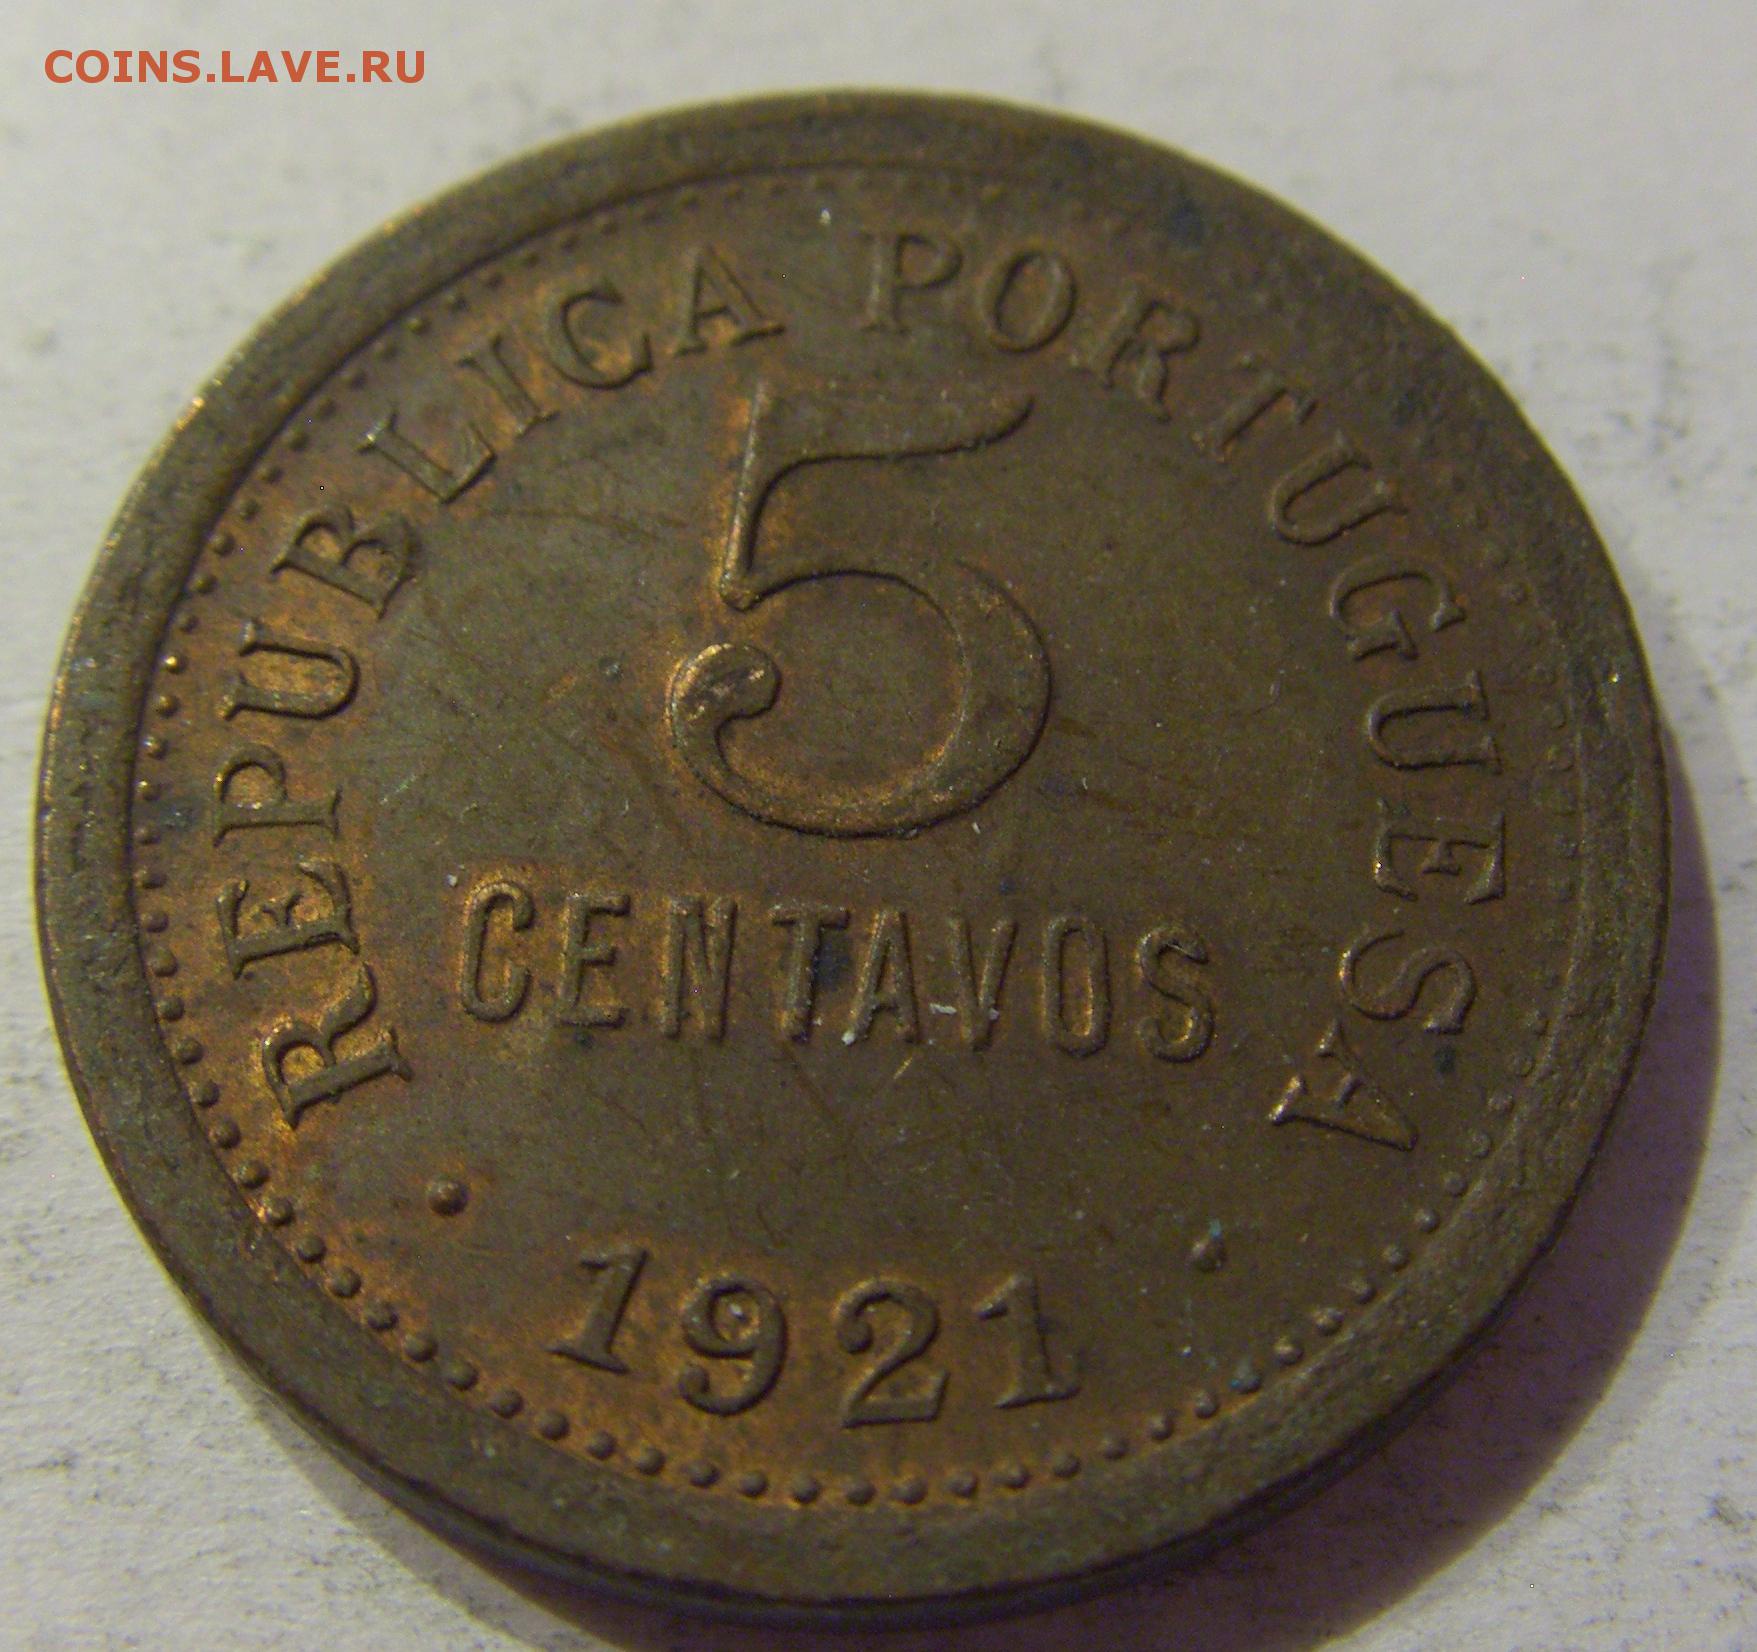 COINS.LAVE.RU
REPUBLICA PORTUGUESA
5
CENTAVOS
• 1921 •